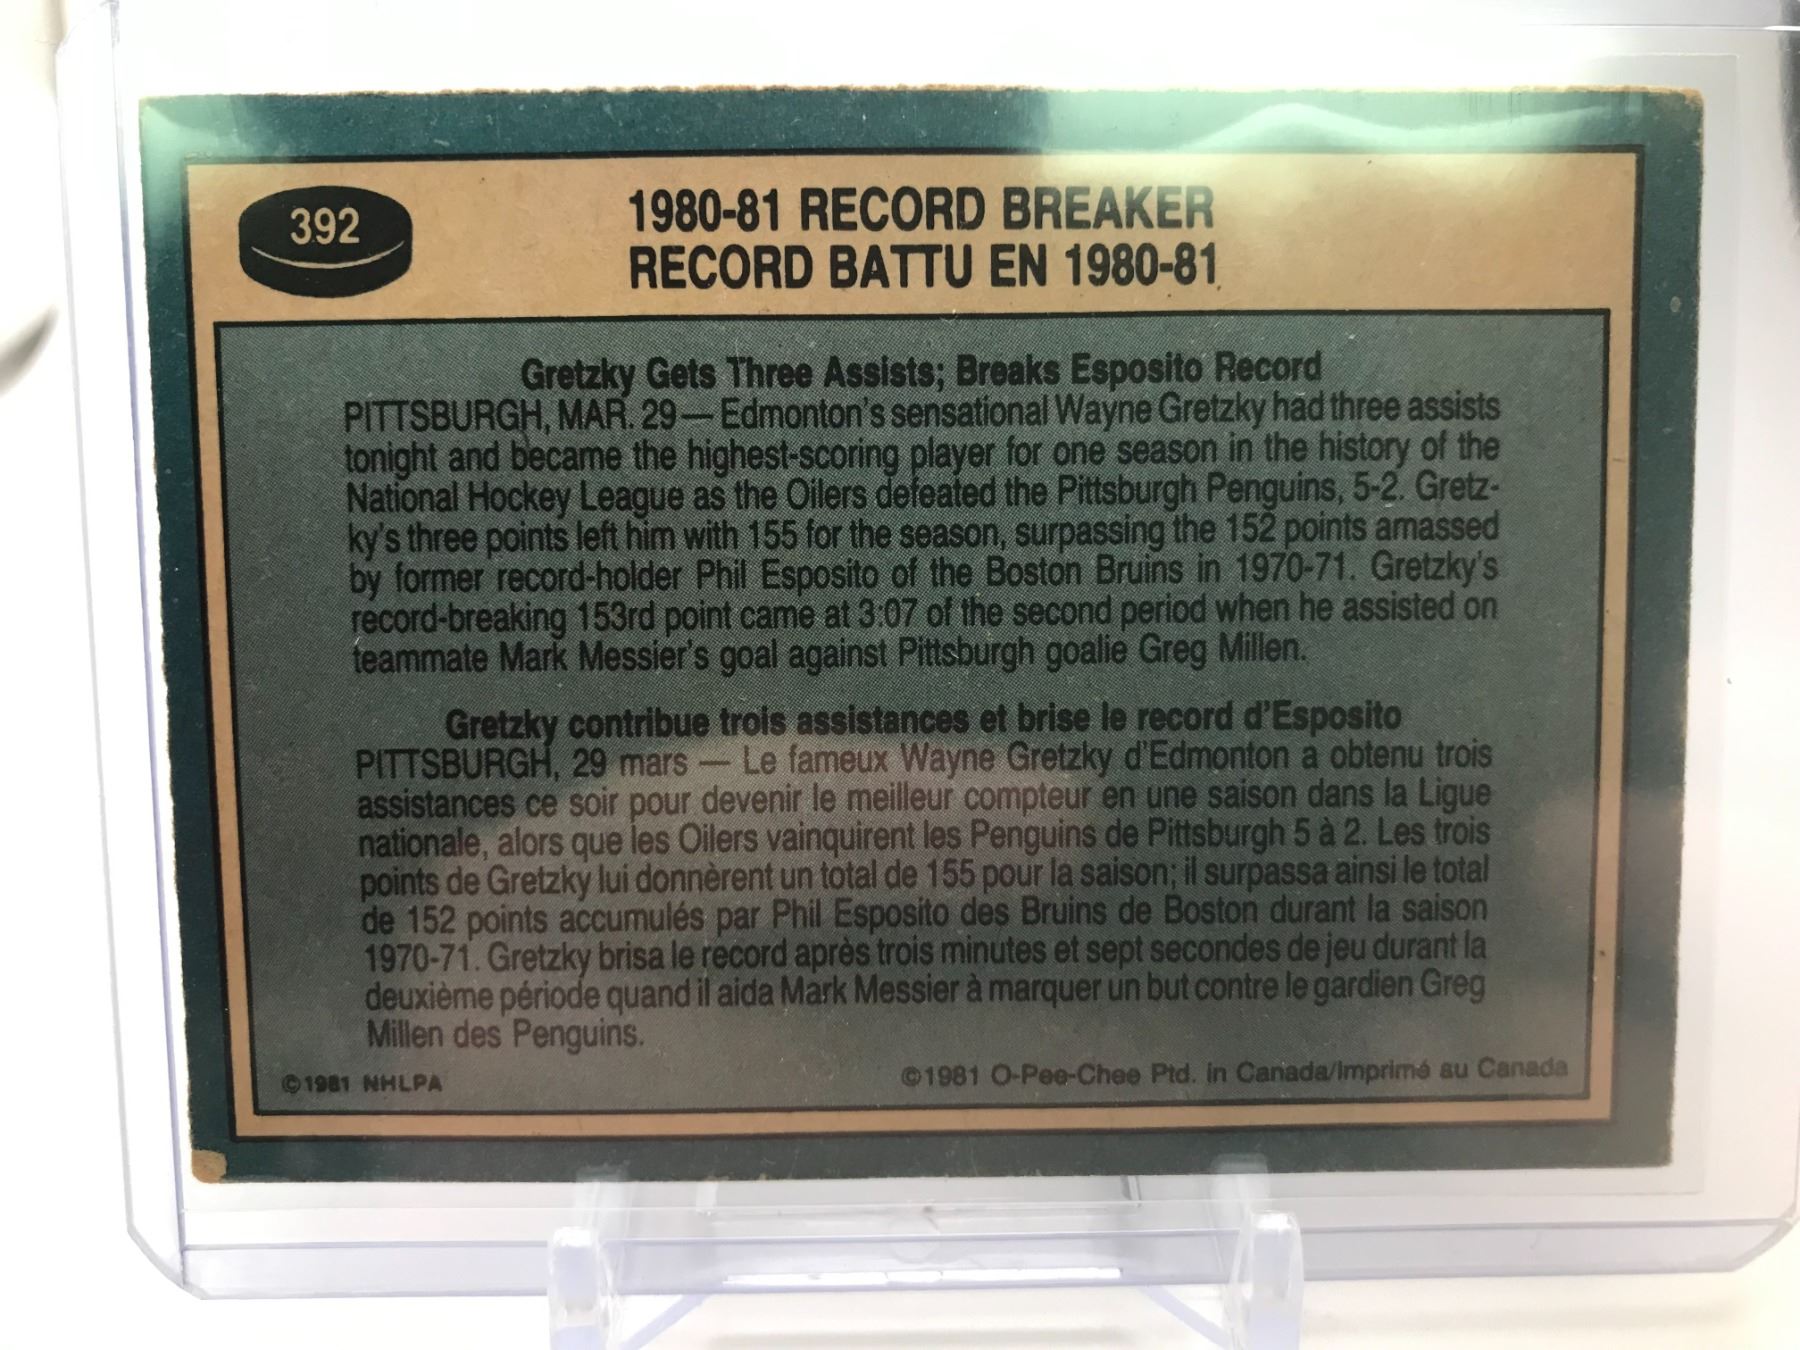 392
1980-81 RECORD BREAKER
RECORD BATTU EN 1980-81
Gretzky Gets Three Assists; Breaks Esposito Record
PITTSBURGH, MAR. 29 — Edmonton's sensational Wayne Gretzky had three assists
tonight and became the highest-scoring player for one season in the history of the
National Hockey League as the Oilers defeated the Pittsburgh Penguins, 5-2. Gretz-
ky's three points left him with 155 for the season, surpassing the 152 points amassed
by former record-holder Phil Esposito of the Boston Bruins in 1970-71. Gretzky's
record-breaking 153rd point came at 3:07 of the second period when he assisted on
teammate Mark Messier's goal against Pittsburgh goalie Greg Millen.
Gretzky contribue trois assistances et brise le record d'Esposito
PITTSBURGH, 29 mars — Le fameux Wayne Gretzky d'Edmonton a obtenu trois
assistances ce soir pour devenir le meilleur compteur en une saison dans la Ligue
nationale, alors que les Oilers vainquirent les Penguins de Pittsburgh 5 à 2. Les trois
points de Gretzky lui donnèrent un total de 155 pour la saison; il surpassa ainsi le total
de 152 points accumulés par Phil Esposito des Bruins de Boston durant la saison
1970-71. Gretzky brisa le record après trois minutes et sept secondes de jeu durant la
deuxième période quand il aida Mark Messier à marquer un but contre le gardien Greg
Millen des Penguins.
©1981 NHLPA
©1981 O-Pee-Chee Ptd. in Canada/Imprimé au Canada